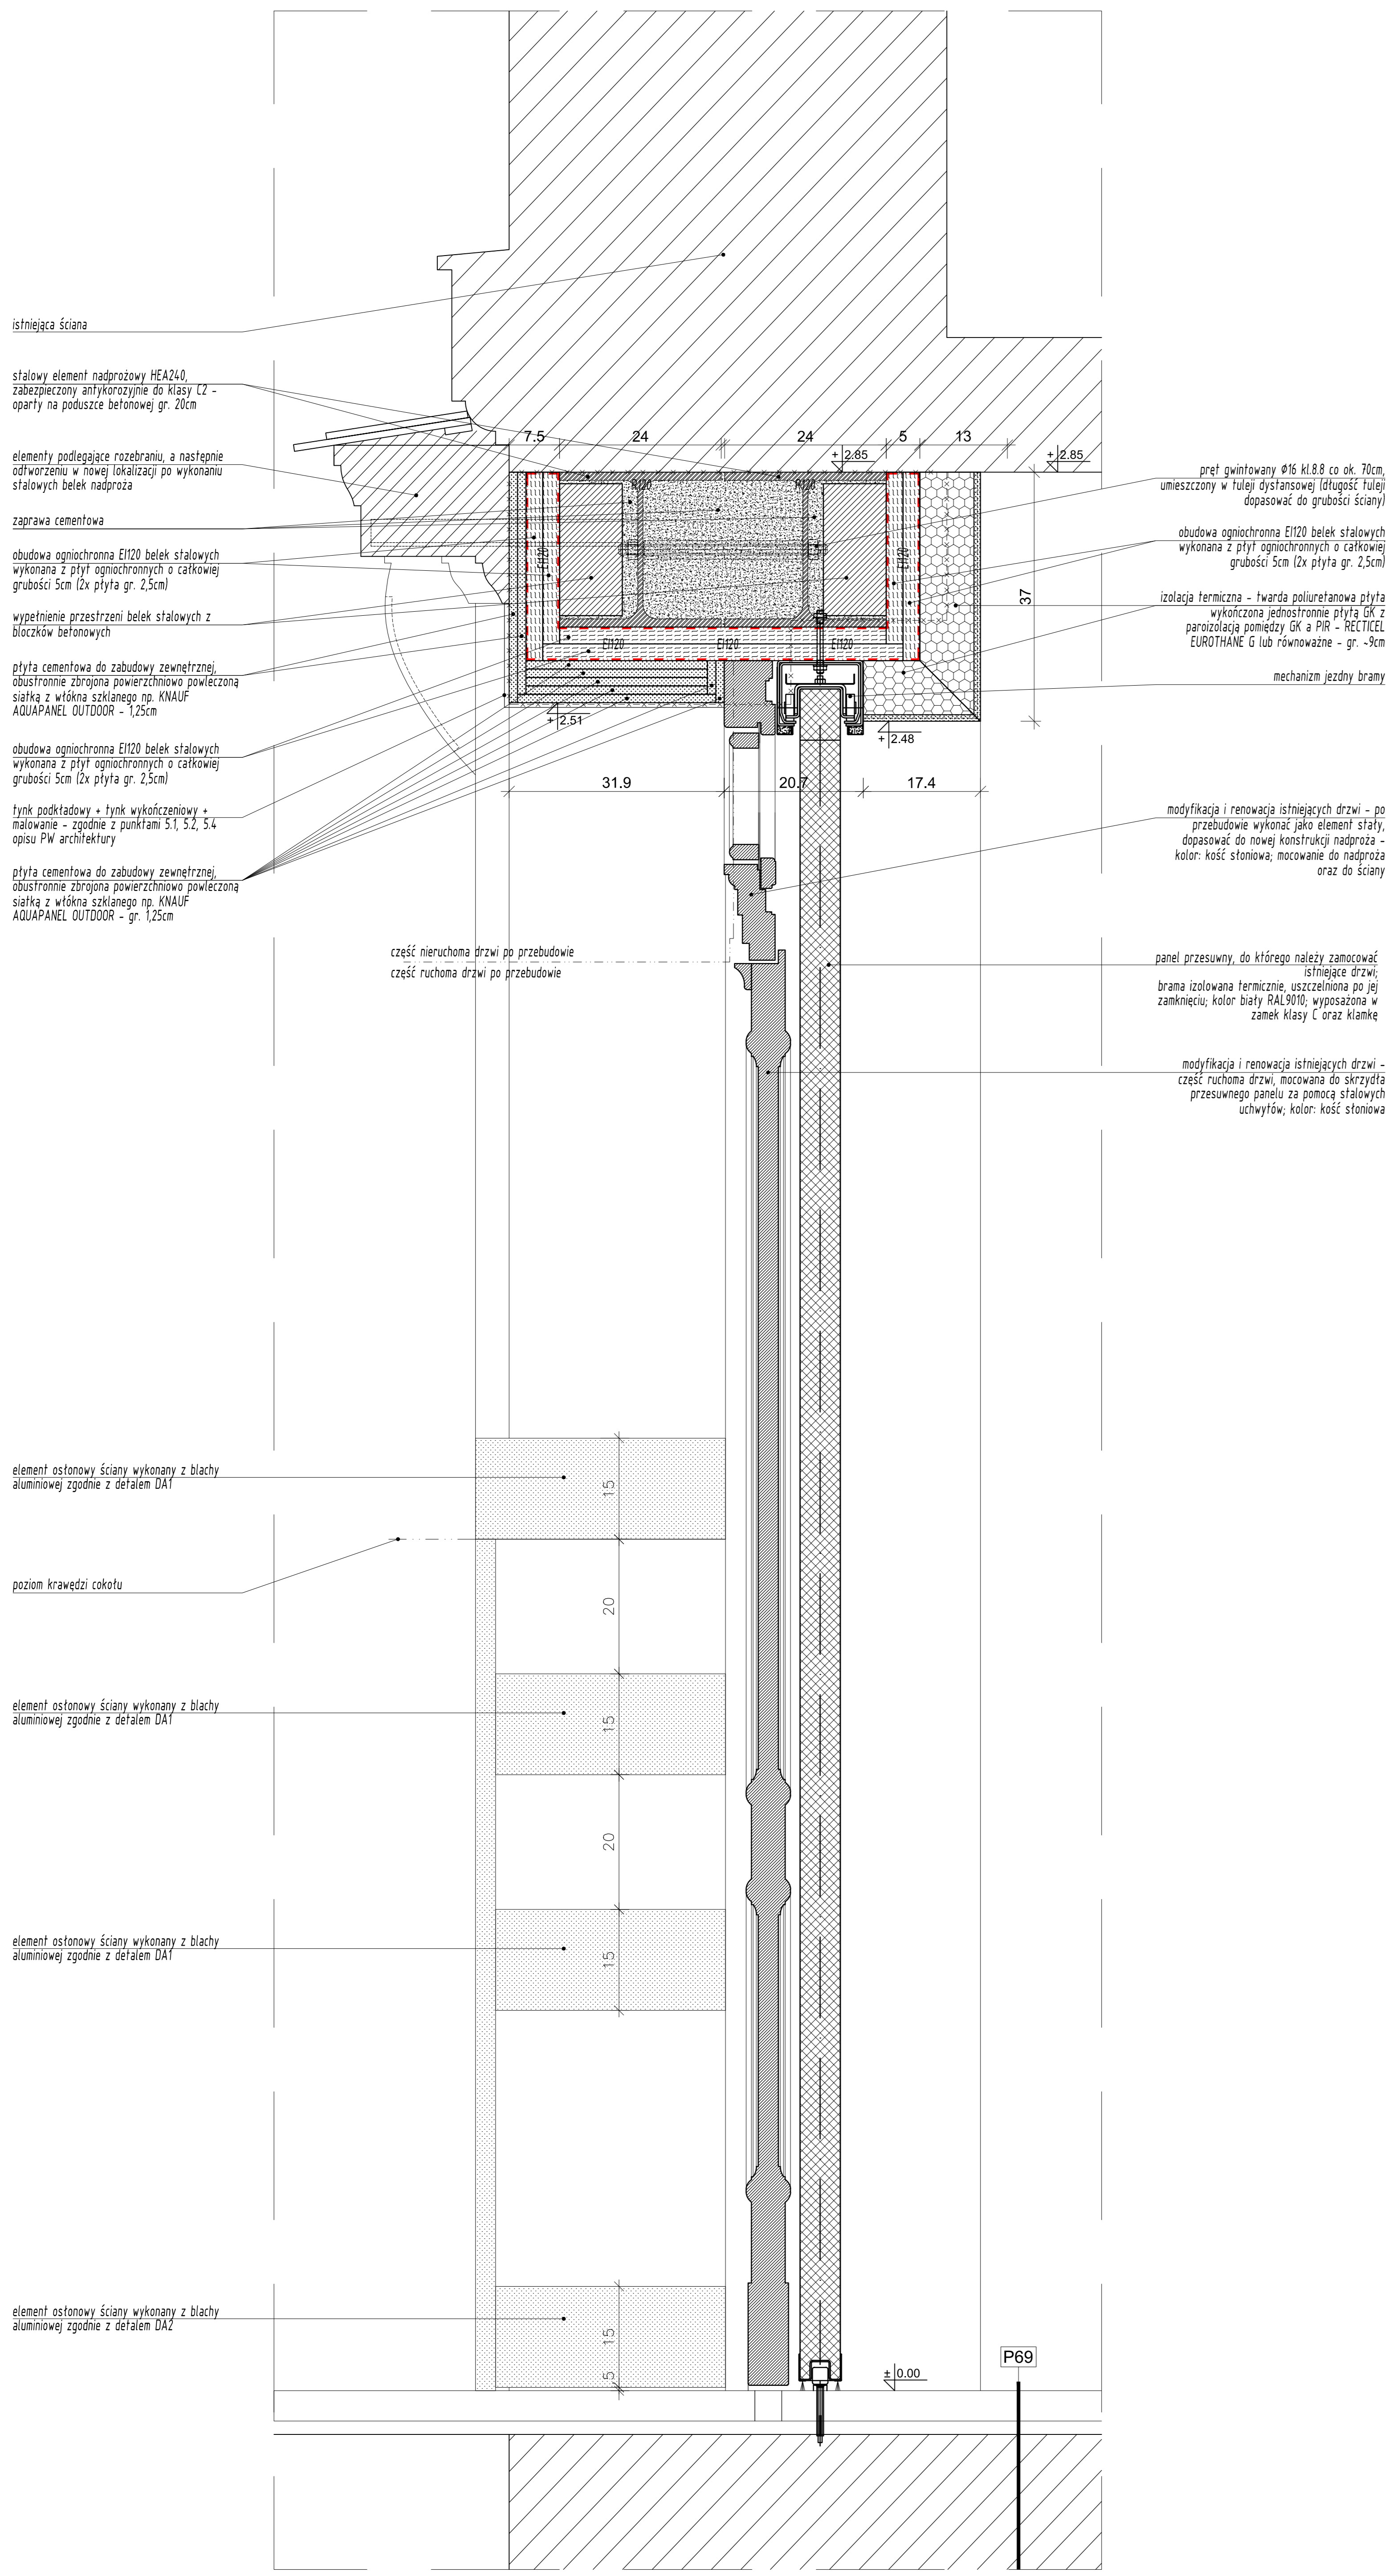 istniejąca ściana
stalowy element nadprożowy HEA240,
zabezpieczony antykorozyjnie do klasy C2 -
oparty na poduszce betonowej gr. 20cm
elementy podlegające rozebraniu, a następnie
odtworzeniu w nowej lokalizacji po wykonaniu
stalowych belek nadproża
zaprawa cementowa
obudowa ogniochronna EI120 belek stalowych
wykonana z płyt ogniochronnych o całkowiej
grubości 5cm (2x płyta gr. 2,5cm)
wypełnienie przestrzeni belek stalowych z
bloczków betonowych
płyta cementowa do zabudowy zewnętrznej,
obustronnie zbrojona powierzchniowo powleczoną
siatką z włókna szklanego np. KNAUF
AQUAPANEL OUTDOOR - 1,25cm
obudowa ogniochronna EI120 belek stalowych
wykonana z płyt ogniochronnych o całkowiej
grubości 5cm (2x płyta gr. 2,5cm)
tynk podkładowy + tynk wykończeniowy +
malowanie - zgodnie z punktami 5.1, 5.2, 5.4
opisu PW architektury
płyta cementowa do zabudowy zewnętrznej,
obustronnie zbrojona powierzchniowo powleczoną
siatką z włókna szklanego np. KNAUF
AQUAPANEL OUTDOOR - gr. 1,25cm
7.5
24
24
5
13
+ 2.85
+ 2.85
R120
R120
EI120
EI120
EI120
EI120
EI120
37
+ 2.51
+ 2.48
31.9
20.7
17.4
pręt gwintowany Φ16 kl.8.8 co ok. 70cm,
umieszczony w tuleji dystansowej (długość tuleji
dopasować do grubości ściany)
obudowa ogniochronna EI120 belek stalowych
wykonana z płyt ogniochronnych o całkowiej
grubości 5cm (2x płyta gr. 2,5cm)
izolacja termiczna - twarda poliuretanowa płyta
wykończona jednostronnie płytą GK z
paroizolacją pomiędzy GK a PIR - RECTICEL
EUROTHANE G lub równoważne - gr. ~9cm
mechanizm jezdny bramy
modyfikacja i renowacja istniejących drzwi - po
przebudowie wykonać jako element stały,
dopasować do nowej konstrukcji nadproża -
kolor: kość słoniowa; mocowanie do nadproża
oraz do ściany
część nieruchoma drzwi po przebudowie
część ruchoma drzwi po przebudowie
panel przesuwny, do którego należy zamocować
istniejące drzwi;
brama izolowana termicznie, uszczelniona po jej
zamknięciu; kolor biały RAL9010; wyposażona w
zamek klasy C oraz klamkę
modyfikacja i renowacja istniejących drzwi -
część ruchoma drzwi, mocowana do skrzydła
przesuwnego panelu za pomocą stalowych
uchwytów; kolor: kość słoniowa
element osłonowy ściany wykonany z blachy
aluminiowej zgodnie z detalem DA1
15
poziom krawędzi cokołu
20
element osłonowy ściany wykonany z blachy
aluminiowej zgodnie z detalem DA1
15
20
element osłonowy ściany wykonany z blachy
aluminiowej zgodnie z detalem DA1
15
element osłonowy ściany wykonany z blachy
aluminiowej zgodnie z detalem DA2
15
5
± 0.00
P69